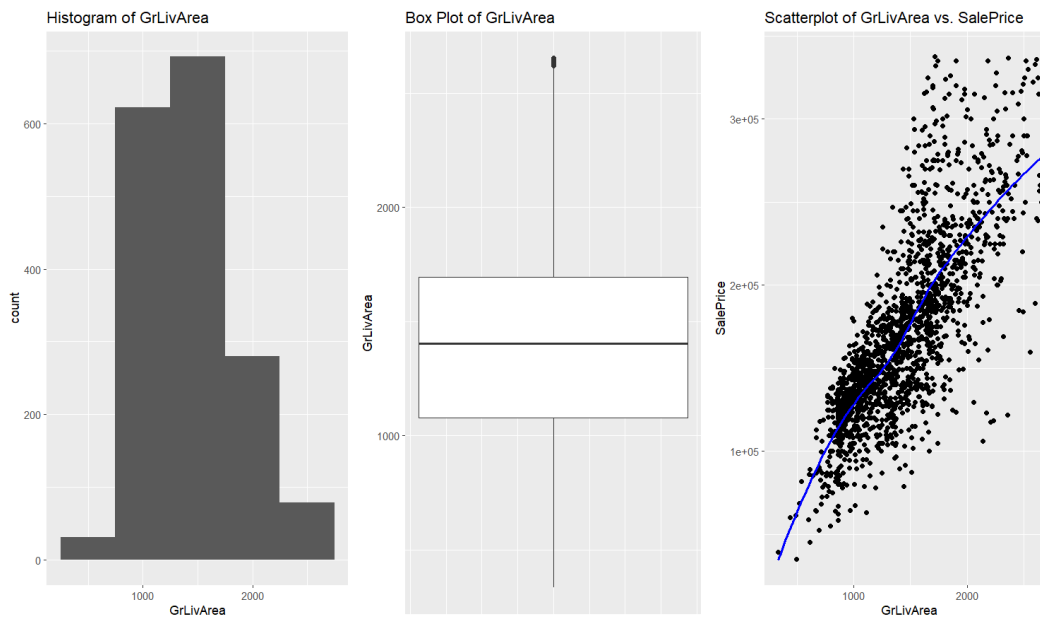 Histogram of GrLivArea
count
600
400
200
0
1000 2000
GrLivArea
Box Plot of GrLivArea
GrLivArea
2000
1000
Scatterplot of GrLivArea vs. SalePrice
SalePrice
3e+05
2e+05
1e+05
1000 2000
GrLivArea